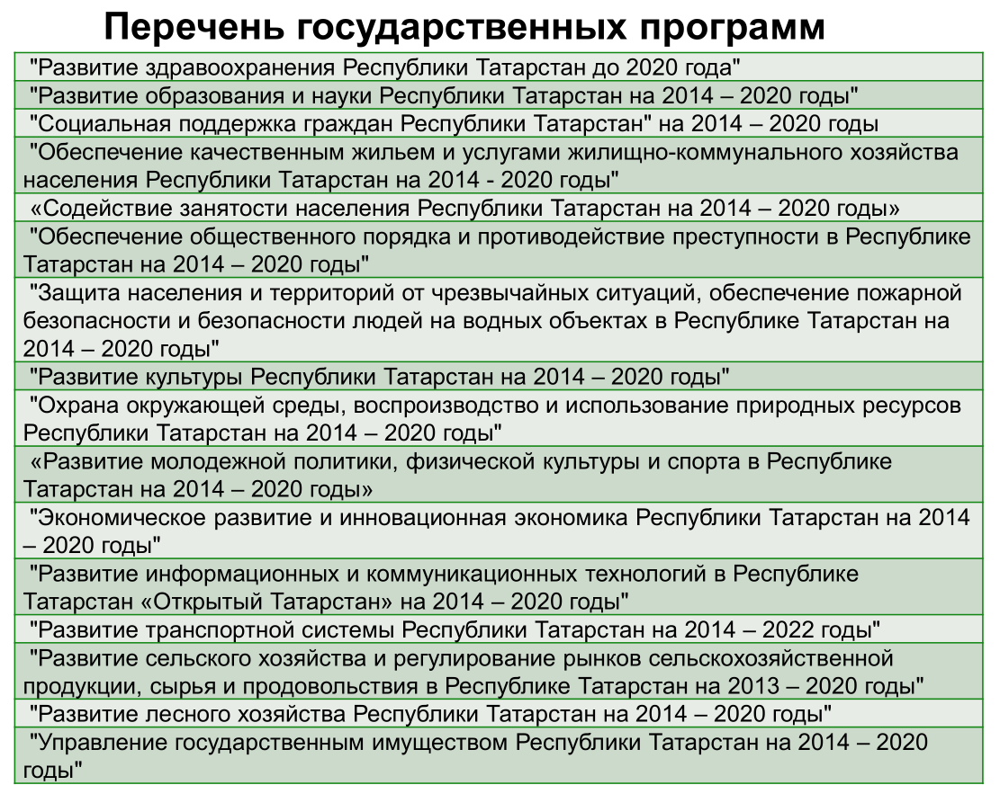 Перечень государственных программ
"Развитие здравоохранения Республики Татарстан до 2020 года"
"Развитие образования и науки Республики Татарстан на 2014 – 2020 годы"
"Социальная поддержка граждан Республики Татарстан" на 2014 – 2020 годы
"Обеспечение качественным жильем и услугами жилищно-коммунального хозяйства
населения Республики Татарстан на 2014 - 2020 годы"
«Содействие занятости населения Республики Татарстан на 2014 – 2020 годы»
"Обеспечение общественного порядка и противодействие преступности в Республике
Татарстан на 2014 – 2020 годы"
"Защита населения и территорий от чрезвычайных ситуаций, обеспечение пожарной
безопасности и безопасности людей на водных объектах в Республике Татарстан на
2014 – 2020 годы"
"Развитие культуры Республики Татарстан на 2014 – 2020 годы"
"Охрана окружающей среды, воспроизводство и использование природных ресурсов
Республики Татарстан на 2014 – 2020 годы"
«Развитие молодежной политики, физической культуры и спорта в Республике
Татарстан на 2014 – 2020 годы»
"Экономическое развитие и инновационная экономика Республики Татарстан на 2014
– 2020 годы"
"Развитие информационных и коммуникационных технологий в Республике
Татарстан «Открытый Татарстан» на 2014 – 2020 годы"
"Развитие транспортной системы Республики Татарстан на 2014 – 2022 годы"
"Развитие сельского хозяйства и регулирование рынков сельскохозяйственной
продукции, сырья и продовольствия в Республике Татарстан на 2013 – 2020 годы"
"Развитие лесного хозяйства Республики Татарстан на 2014 – 2020 годы"
"Управление государственным имуществом Республики Татарстан на 2014 – 2020
годы"